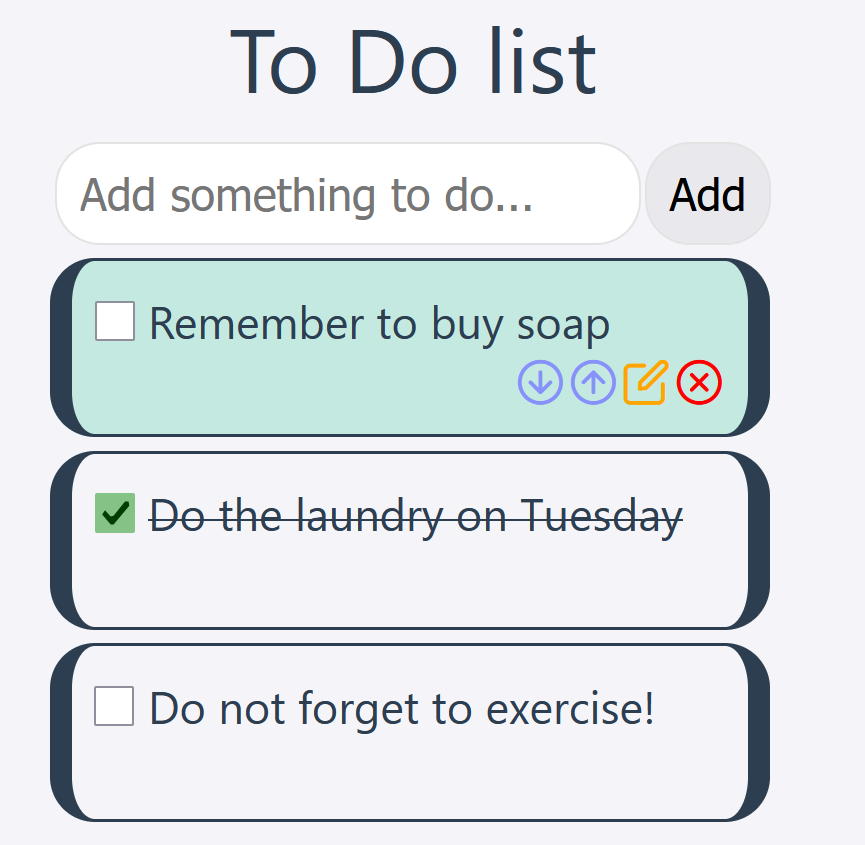 To Do list
Add something to do...
Add
Remember to buy soap
Do the laundry on Tuesday
Do not forget to exercise!